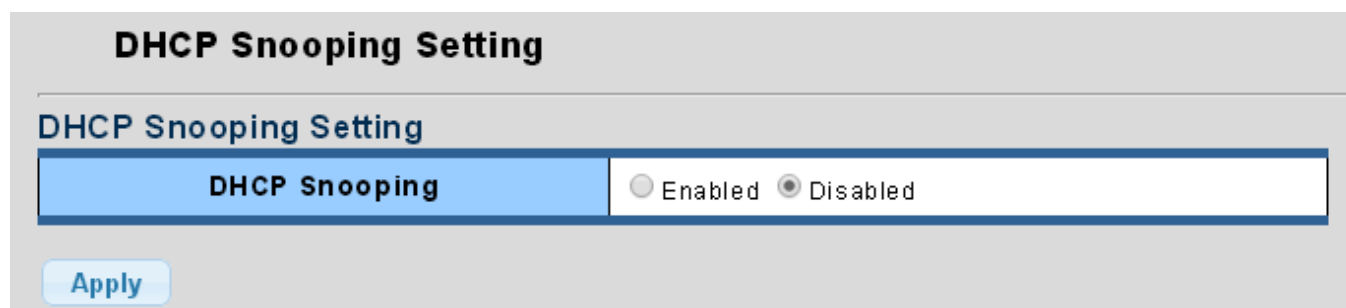 DHCP Snooping Setting
DHCP Snooping Setting
DHCP Snooping Enabled Disabled
Apply